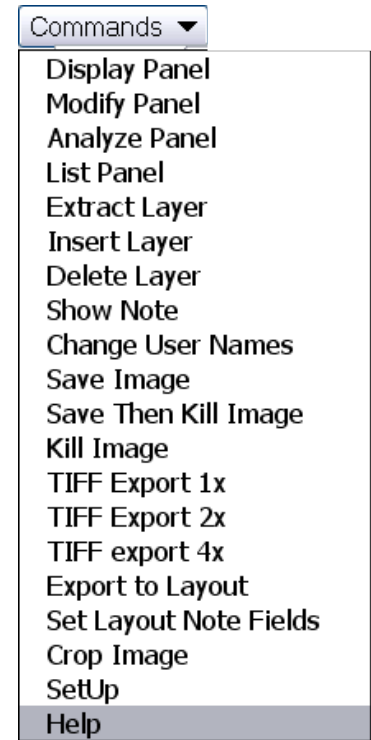 Commands
Display Panel
Modify Panel
Analyze Panel
List Panel
Extract Layer
Insert Layer
Delete Layer
Show Note
Change User Names
Save Image
Save Then Kill Image
Kill Image
TIFF Export 1x
TIFF Export 2x
TIFF export 4x
Export to Layout
Set Layout Note Fields
Crop Image
SetUp
Help